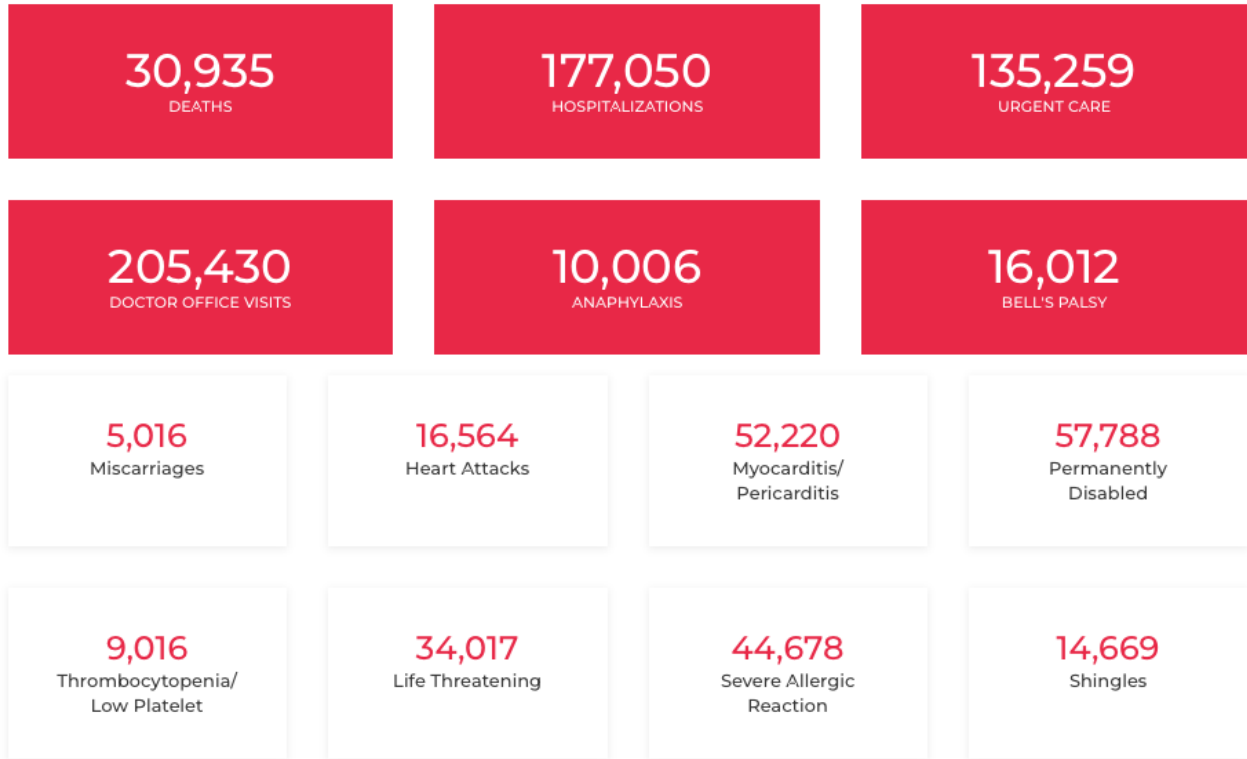 30,935
DEATHS
177,050
HOSPITALIZATIONS
135,259
URGENT CARE
205,430
DOCTOR OFFICE VISITS
10,006
ANAPHYLAXIS
16,012
BELL'S PALSY
5,016
Miscarriages
16,564
Heart Attacks
52,220
Myocarditis/
Pericarditis
57,788
Permanently
Disabled
9,016
Thrombocytopenia/
Low Platelet
34,017
Life Threatening
44,678
Severe Allergic
Reaction
14,669
Shingles